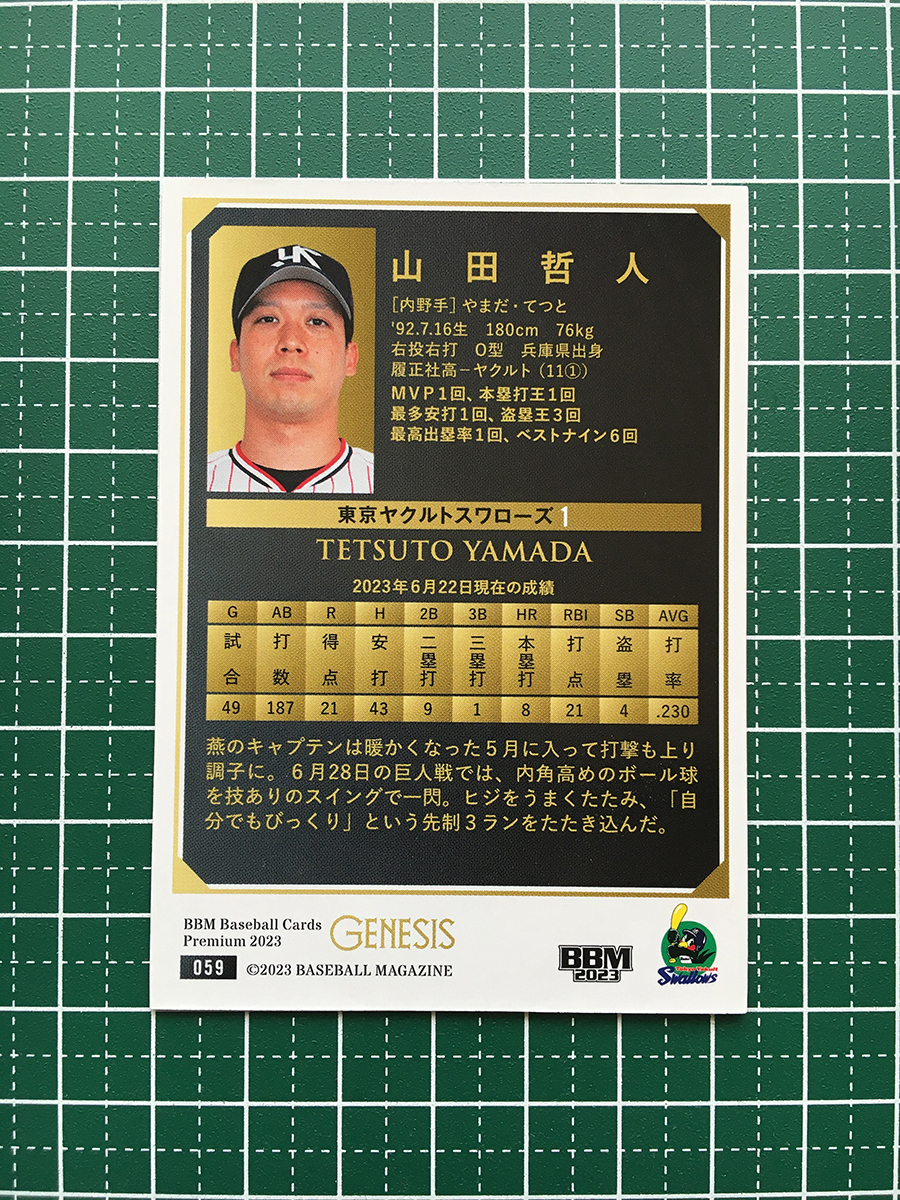 山田哲人
[内野手] やまだ・てつと
'92.7.16生 180cm 76kg
右投右打 O型 兵庫県出身
履正社高－ヤクルト (11①)
MVP1回、本塁打王1回
最多安打1回、盗塁王3回
最高出塁率1回、ベストナイン6回
東京ヤクルトスワローズ 1
TETSUTO YAMADA
2023年6月22日現在の成績
G AB R H 2B 3B HR RBI SB AVG
試合 打数 得点 安打 二塁打 三塁打 本塁打 打点 盗塁 打率
49 187 21 43 9 1 8 21 4 .230
燕のキャプテンは暖かくなった5月に入って打撃も上り
調子に。6月28日の巨人戦では、内角高めのボール球
を技ありのスイングで一閃。ヒジをうまくたたみ、「自
分でもびっくり」という先制3ランをたたき込んだ。
BBM Baseball Cards
Premium 2023
GENESIS
059 ©2023 BASEBALL MAGAZINE
BBM
2023
Tokyo Yakult
Swallows